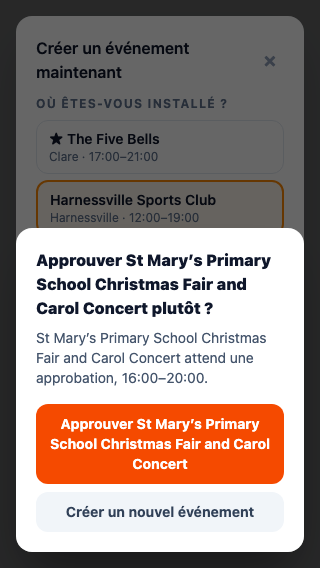 Créer un événement
maintenant
×
OÙ ÊTES-VOUS INSTALLÉ ?
★ The Five Bells
Clare · 17:00–21:00
Harnessville Sports Club
Harnessville · 12:00–19:00
Approuver St Mary’s Primary
School Christmas Fair and
Carol Concert plutôt ?
St Mary’s Primary School Christmas
Fair and Carol Concert attend une
approbation, 16:00–20:00.
Approuver St Mary’s Primary
School Christmas Fair and Carol
Concert
Créer un nouvel événement